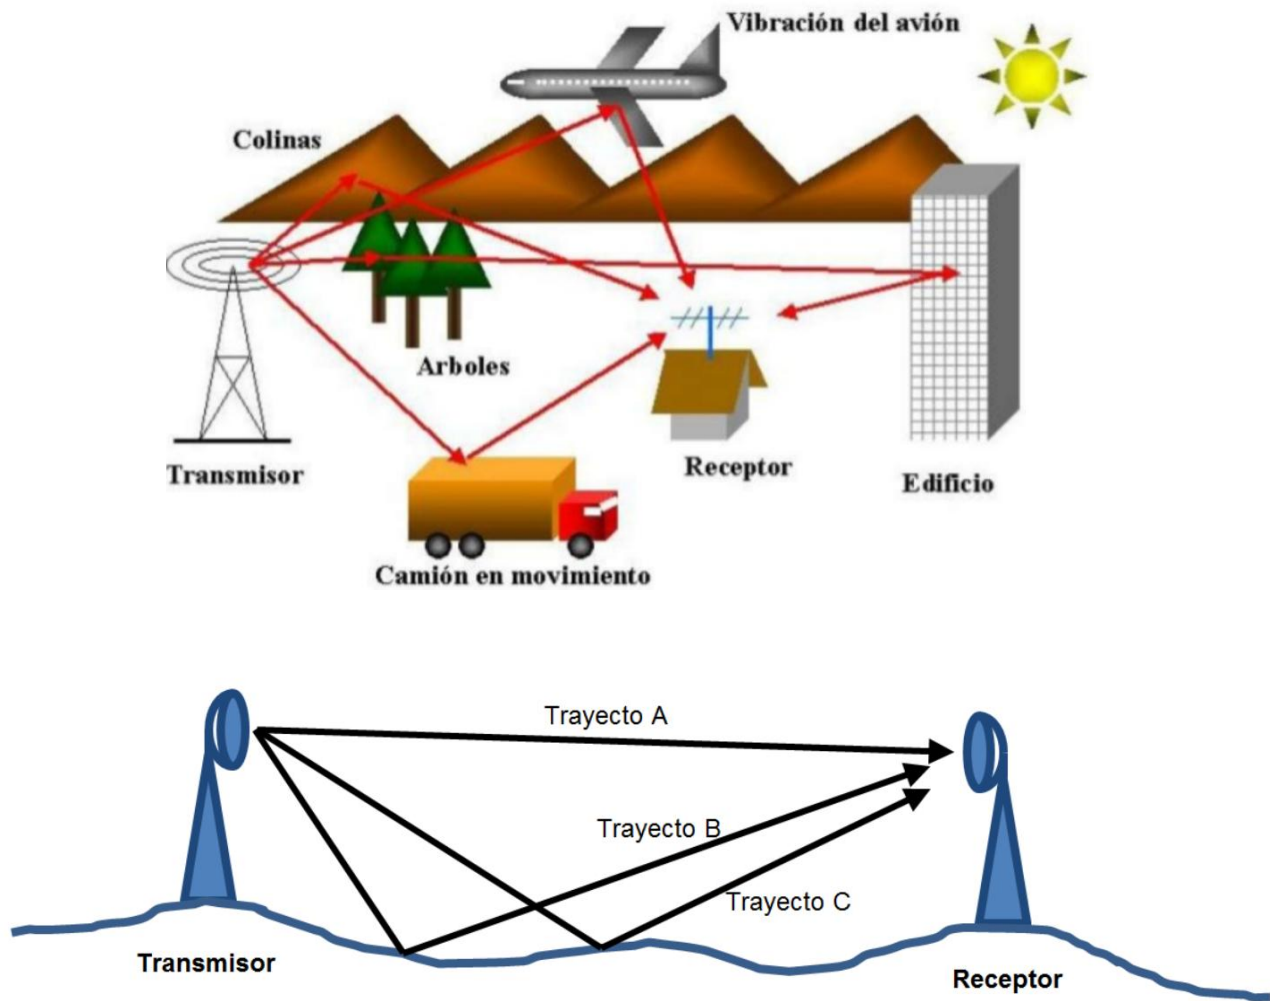 Vibración del avión
Colinas
Arboles
Transmisor
Receptor
Edificio
Camión en movimiento
Trayecto A
Trayecto B
Trayecto C
Transmisor
Receptor